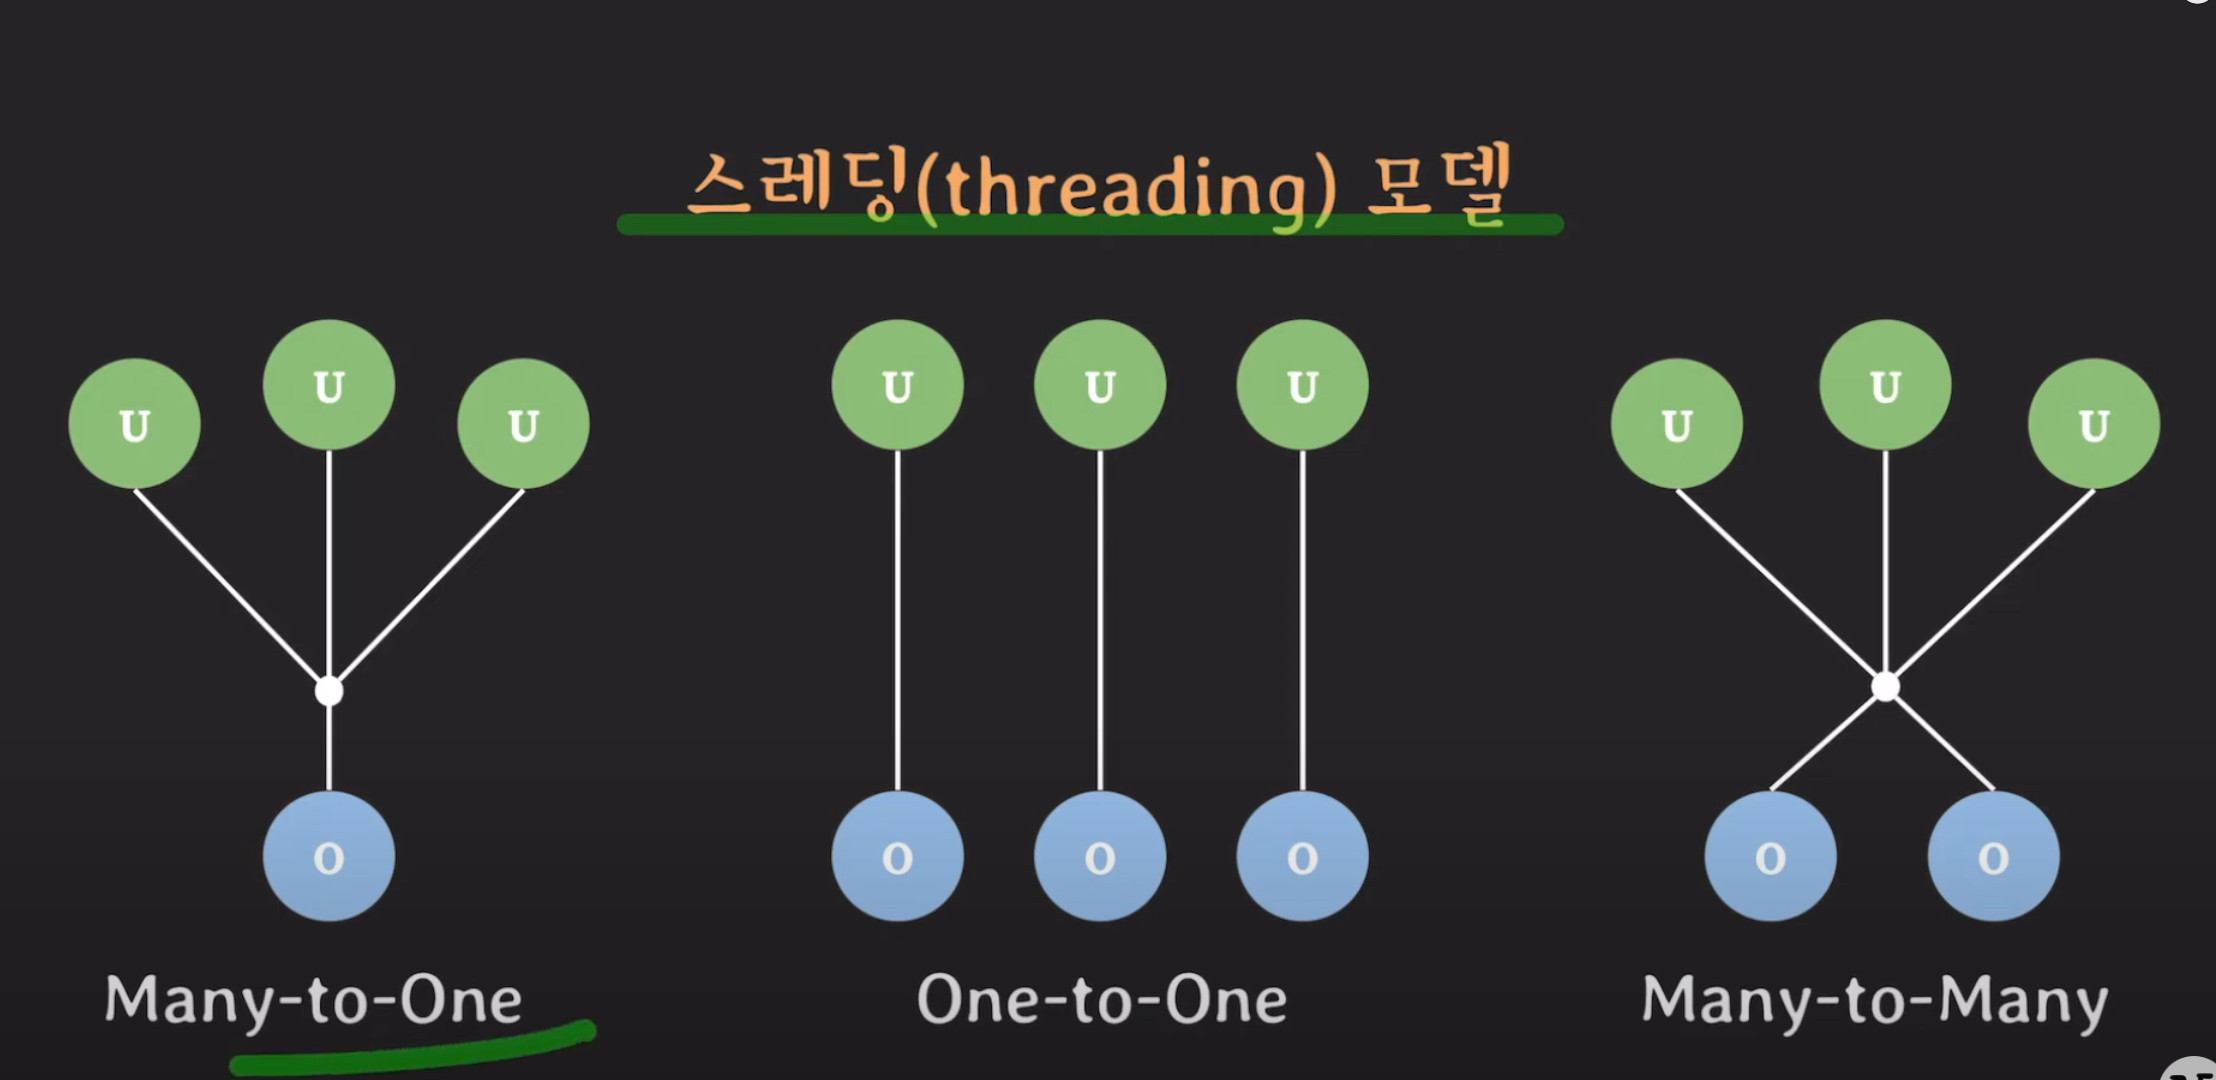 스레딩(threading) 모델
U U U U U U U U U
O O O O O O
Many-to-One One-to-One Many-to-Many